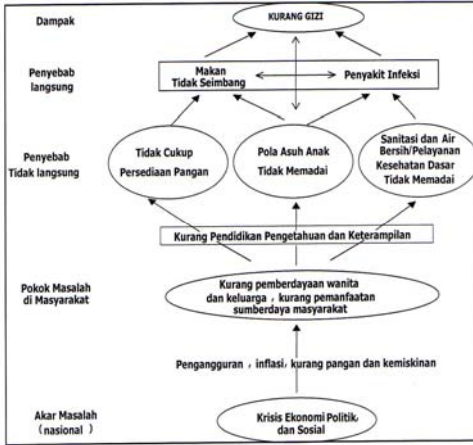 Dampak
KURANG GIZI
Penyebab
langsung
Makan
Tidak Seimbang
Penyakit Infeksi
Penyebab
Tidak langsung
Tidak Cukup
Persediaan Pangan
Pola Asuh Anak
Tidak Memadai
Sanitasi dan Air
Bersih/Pelayanan
Kesehatan Dasar
Tidak Memadai
Kurang Pendidikan Pengetahuan dan Keterampilan
Pokok Masalah
di Masyarakat
Kurang pemberdayaan wanita
dan keluarga , kurang pemanfaatan
sumberdaya masyarakat
Pengangguran , inflasi, kurang pangan dan kemiskinan
Akar Masalah
(nasional )
Krisis Ekonomi Politik,
dan Sosial